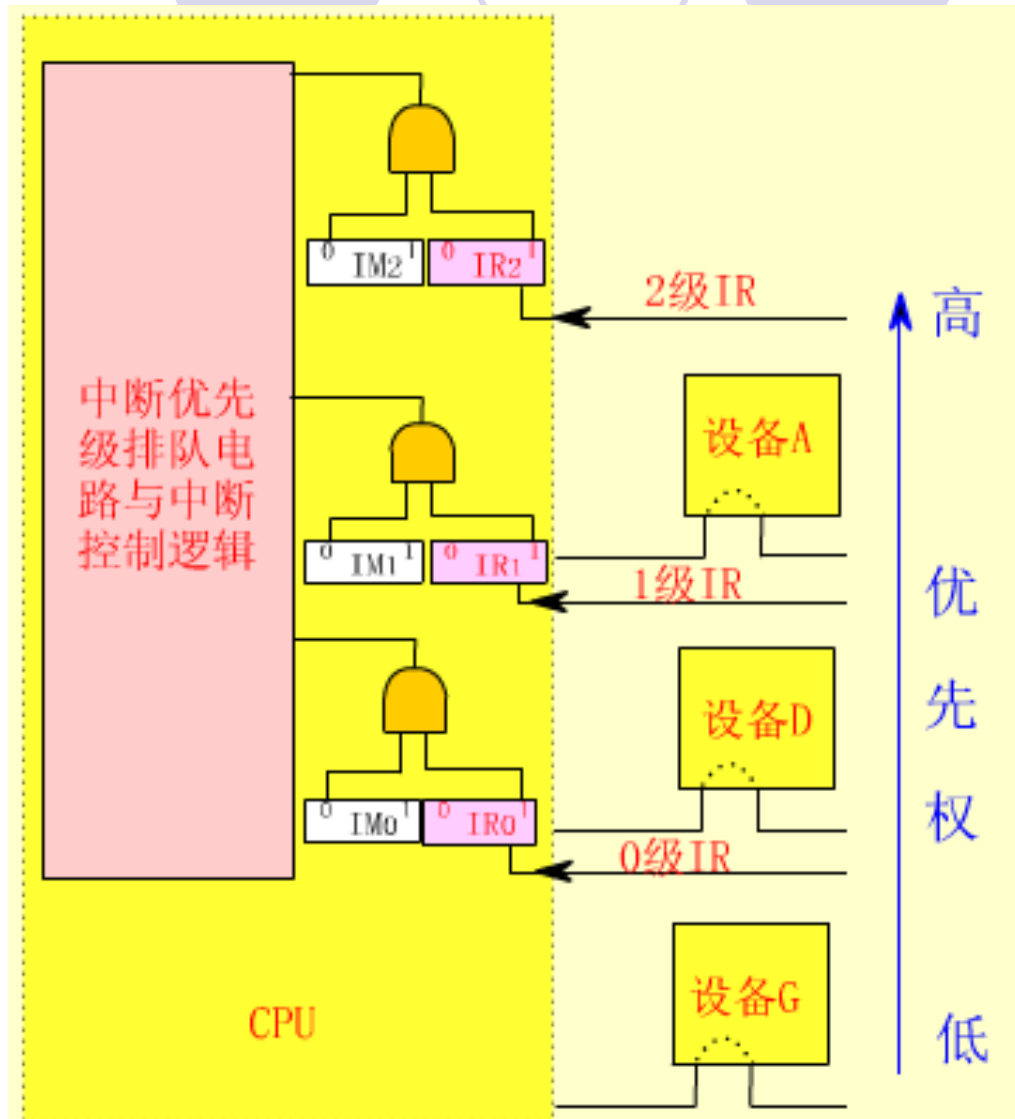 0 IM2 1
0 IR2 1
2级IR
高
中断优先
级排队电
路与中断
控制逻辑
设备A
0 IM1 1
0 IR1 1
1级IR
优
先
权
设备D
0 IM0 1
0 IR0 1
0级IR
设备G
CPU
低